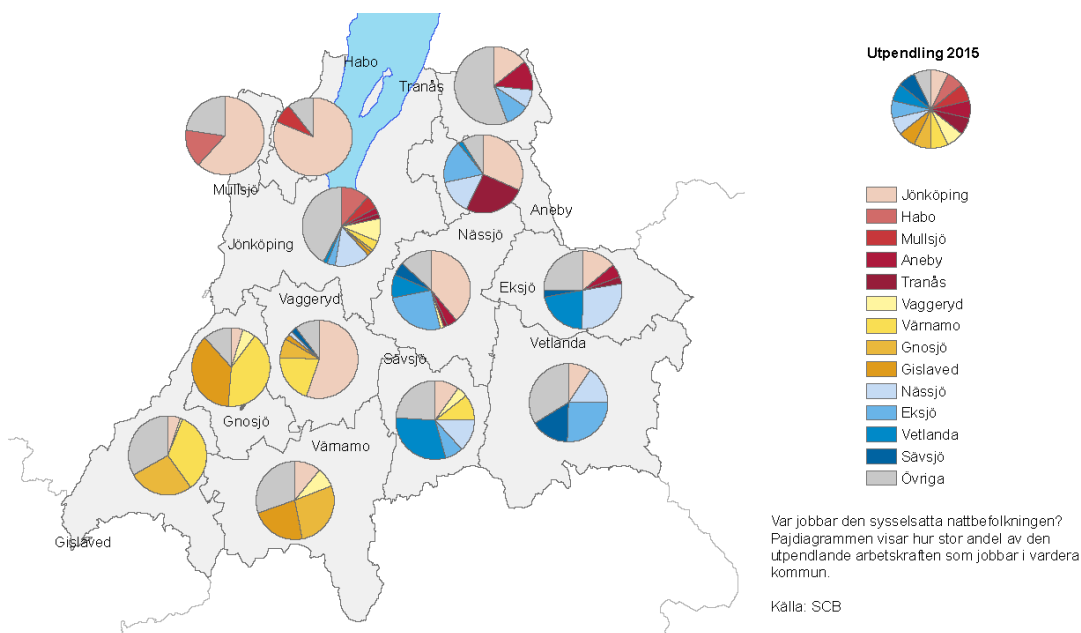 Habo
Tranås
Mullsjö
Aneby
Jönköping
Nässjö
Eksjö
Vaggeryd
Vetlanda
Sävsjö
Gnosjö
Värnamo
Gislaved
Utpendling 2015
Jönköping
Habo
Mullsjö
Aneby
Tranås
Vaggeryd
Värnamo
Gnosjö
Gislaved
Nässjö
Eksjö
Vetlanda
Sävsjö
Övriga
Var jobbar den sysselsatta nattbefolkningen?
Pajdiagrammen visar hur stor andel av den
utpendlande arbetskraften som jobbar i vardera
kommun.
Källa: SCB